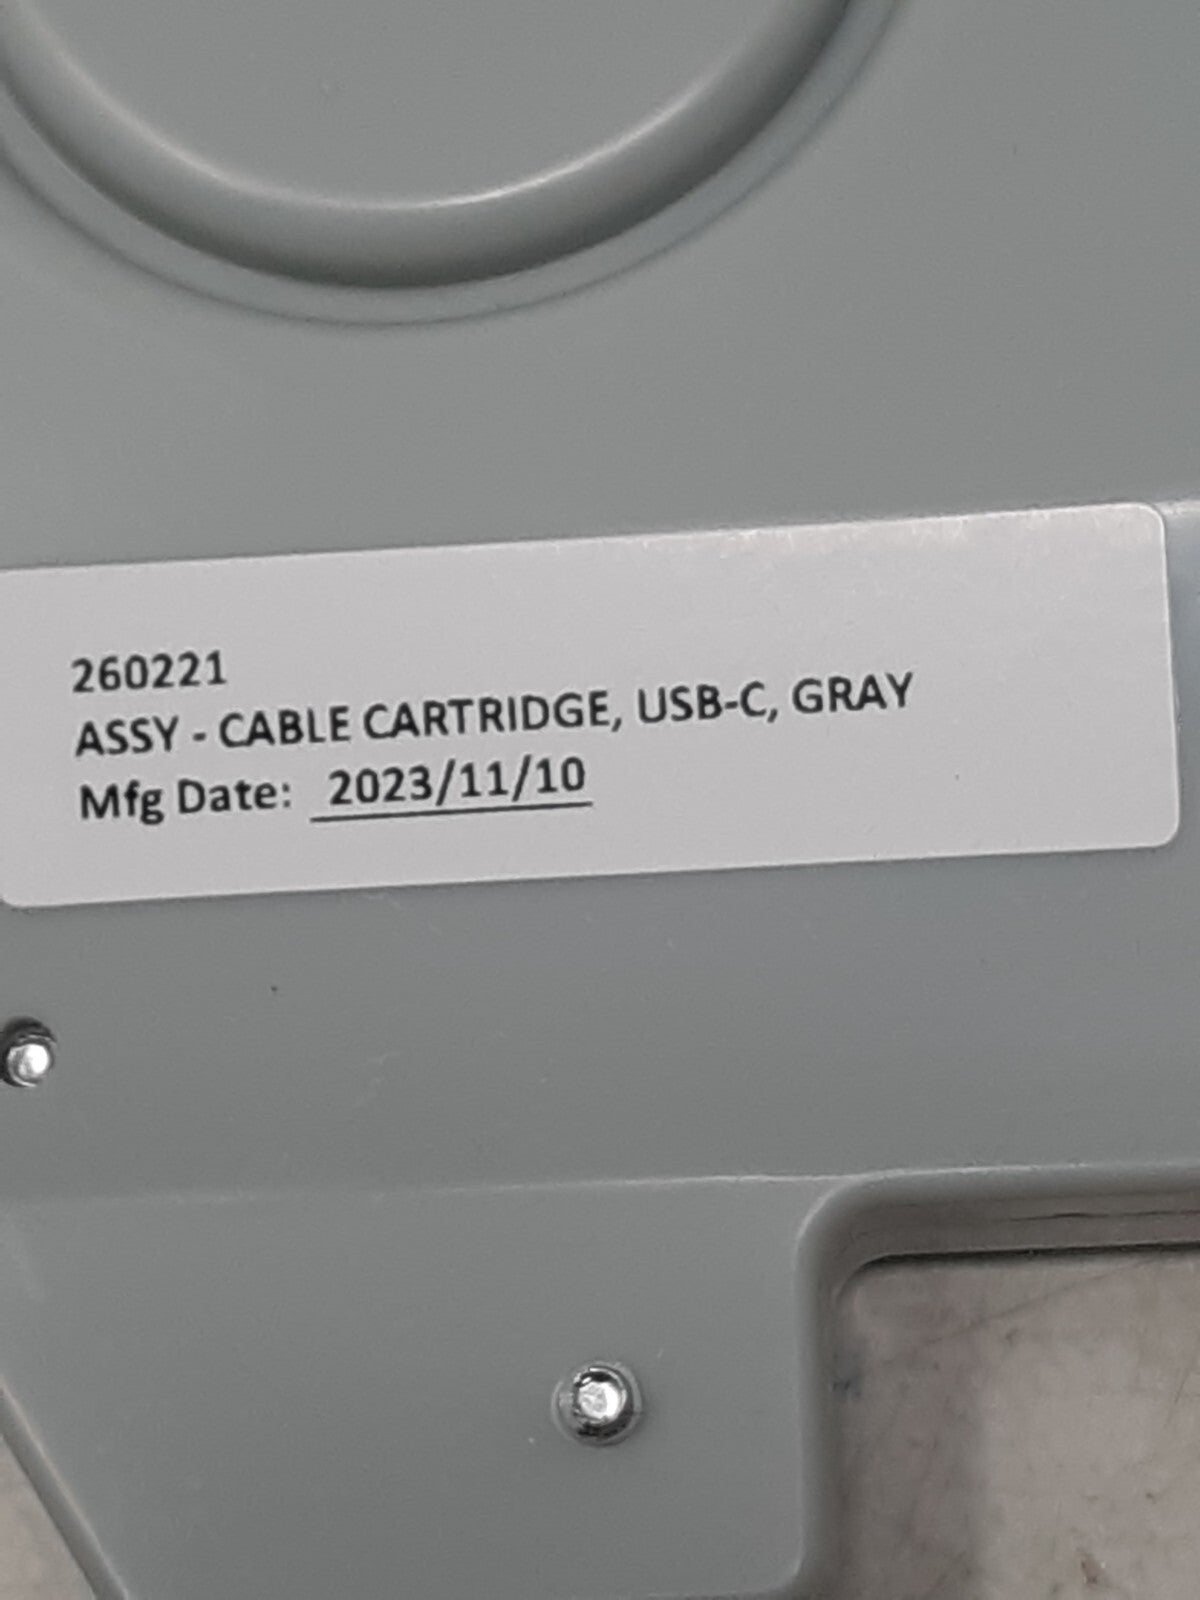 260221
ASSY - CABLE CARTRIDGE, USB-C, GRAY
Mfg Date: 2023/11/10